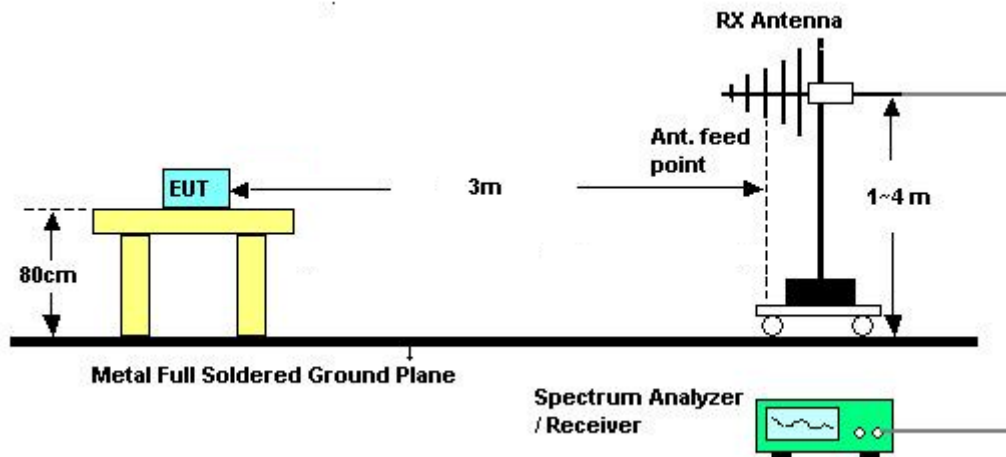 RX Antenna
Ant. feed
point
EUT
3m
1~4 m
80cm
Metal Full Soldered Ground Plane
Spectrum Analyzer
/ Receiver